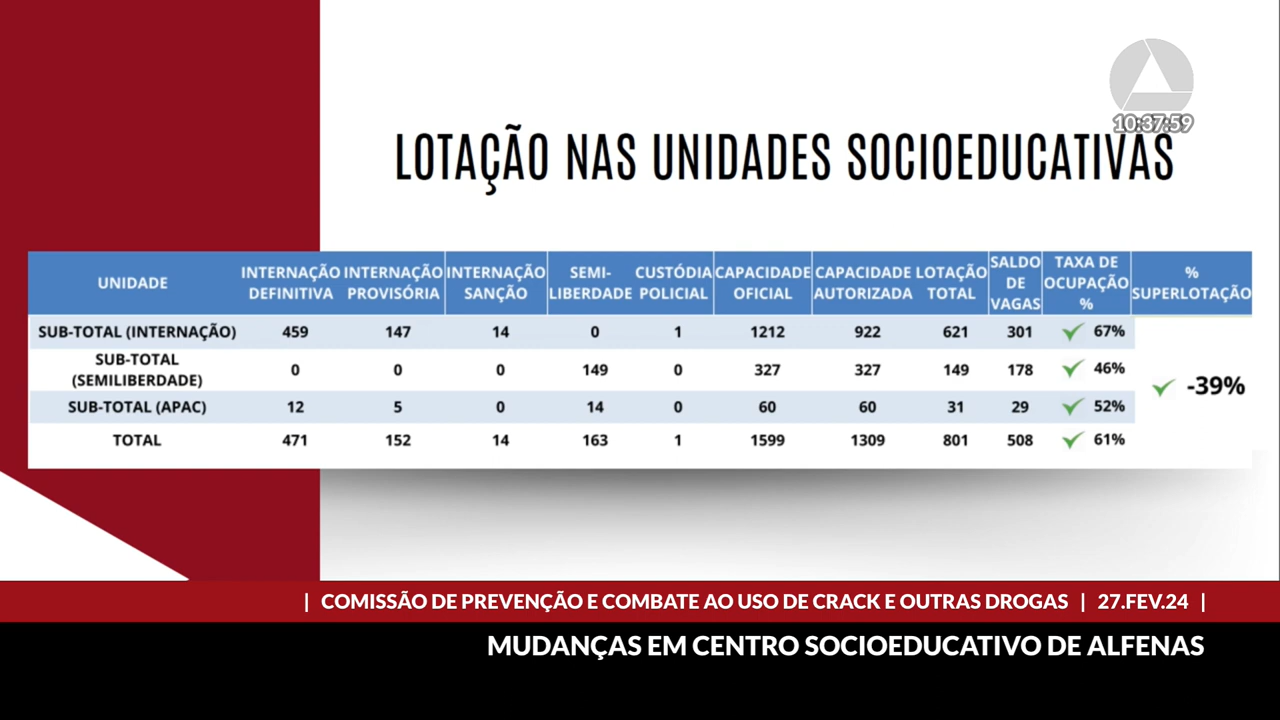 10:37:59
LOTAÇÃO NAS UNIDADES SOCIOEDUCATIVAS
UNIDADE INTERNAÇÃO DEFINITIVA INTERNAÇÃO PROVISÓRIA INTERNAÇÃO SANÇÃO SEMI-LIBERDADE CUSTÓDIA POLICIAL CAPACIDADE OFICIAL CAPACIDADE AUTORIZADA LOTAÇÃO TOTAL SALDO DE VAGAS TAXA DE OCUPAÇÃO % % SUPERLOTAÇÃO
SUB-TOTAL (INTERNAÇÃO) 459 147 14 0 1 1212 922 621 301 67%
SUB-TOTAL (SEMILIBERDADE) 0 0 0 149 0 327 327 149 178 46%
-39%
SUB-TOTAL (APAC) 12 5 0 14 0 60 60 31 29 52%
TOTAL 471 152 14 163 1 1599 1309 801 508 61%
| COMISSÃO DE PREVENÇÃO E COMBATE AO USO DE CRACK E OUTRAS DROGAS | 27.FEV.24 |
MUDANÇAS EM CENTRO SOCIOEDUCATIVO DE ALFENAS